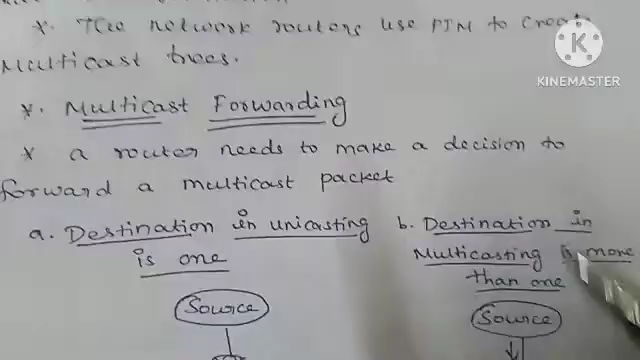 *. The network routers use PIM to create
Multicast trees.
KINEMASTER
*. Multicast Forwarding
* a router needs to make a decision to
forward a multicast packet
a. Destination in unicasting
is one
b. Destination in
Multicasting is more
than one
Source
Source